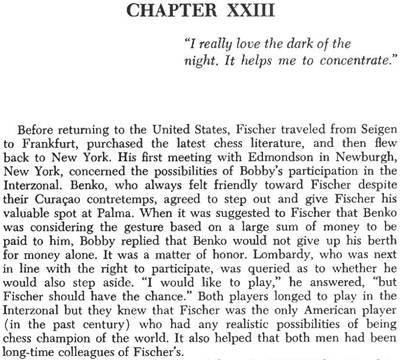 CHAPTER XXIII
"I really love the dark of the
night. It helps me to concentrate."
Before returning to the United States, Fischer traveled from Seigen
to Frankfurt, purchased the latest chess literature, and then flew
back to New York. His first meeting with Edmondson in Newburgh,
New York, concerned the possibilities of Bobby's participation in the
Interzonal. Benko, who always felt friendly toward Fischer despite
their Curaçao contretemps, agreed to step out and give Fischer his
valuable spot at Palma. When it was suggested to Fischer that Benko
was considering the gesture based on a large sum of money to be
paid to him, Bobby replied that Benko would not give up his berth
for money alone. It was a matter of honor. Lombardy, who was next
in line with the right to participate, was queried as to whether he
would also step aside. "I would like to play," he answered, "but
Fischer should have the chance." Both players longed to play in the
Interzonal but they knew that Fischer was the only American player
(in the past century) who had any realistic possibilities of being
chess champion of the world. It also helped that both men had been
long-time colleagues of Fischer's.